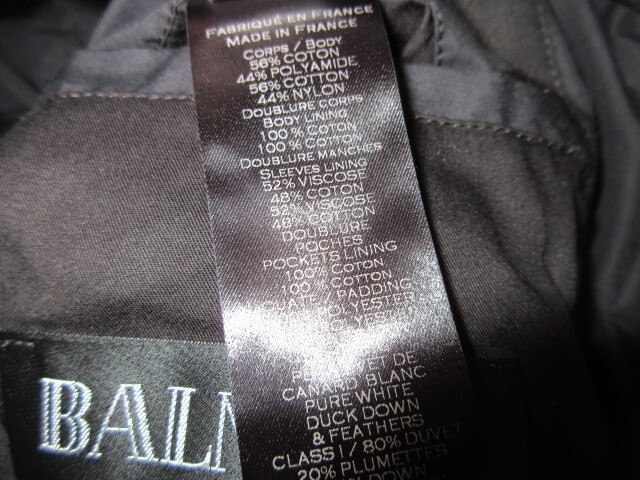 FABRIQUÉ EN FRANCE
MADE IN FRANCE
CORPS / BODY
56% COTON
44% POLYAMIDE
56% COTTON
44% NYLON
DOUBLURE CORPS
BODY LINING
100 % COTON
100 % COTTON
DOUBLURE MANCHES
SLEEVES LINING
52% VISCOSE
48% COTON
52% VISCOSE
48% COTTON
DOUBLURE
POCHES
POCKETS LINING
100% COTON
100 % COTTON
/ PADDING
DE
CANARD BLANC
PURE WHITE
DUCK DOWN
& FEATHERS
CLASS I / 80% DUVET
20% PLUMETTES
DOWN
BAL